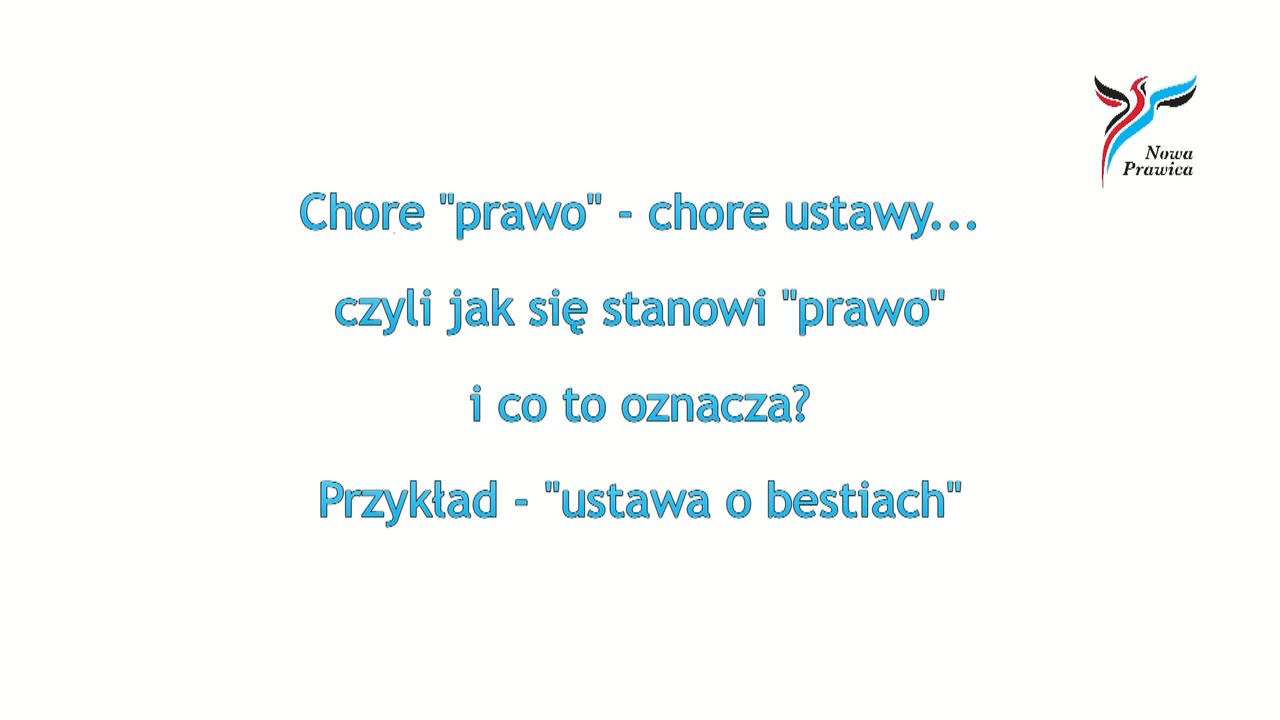 Nowa
Prawica
Chore "prawo" - chore ustawy...
czyli jak się stanowi "prawo"
i co to oznacza?
Przykład - "ustawa o bestiach"